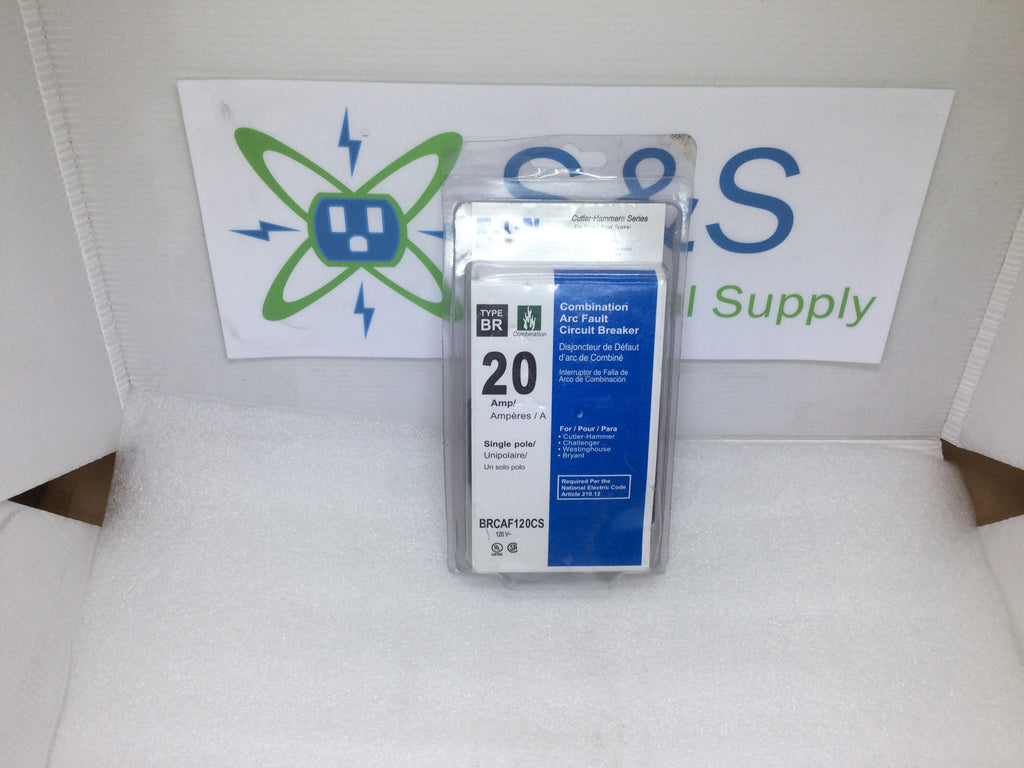 S&S
l Supply
Cutler-Hammer® Series
TYPE
BR
Combination
20
Amp/
Ampères / A
Single pole/
Unipolaire/
Un solo polo
BRCAF120CS
120 V~
Combination
Arc Fault
Circuit Breaker
Disjoncteur de Défaut
d'arc de Combiné
Interruptor de Falla de
Arco de Combinación
For / Pour / Para
• Cutler-Hammer
• Challenger
• Westinghouse
• Bryant
Required Per the
National Electric Code
Article 210.12